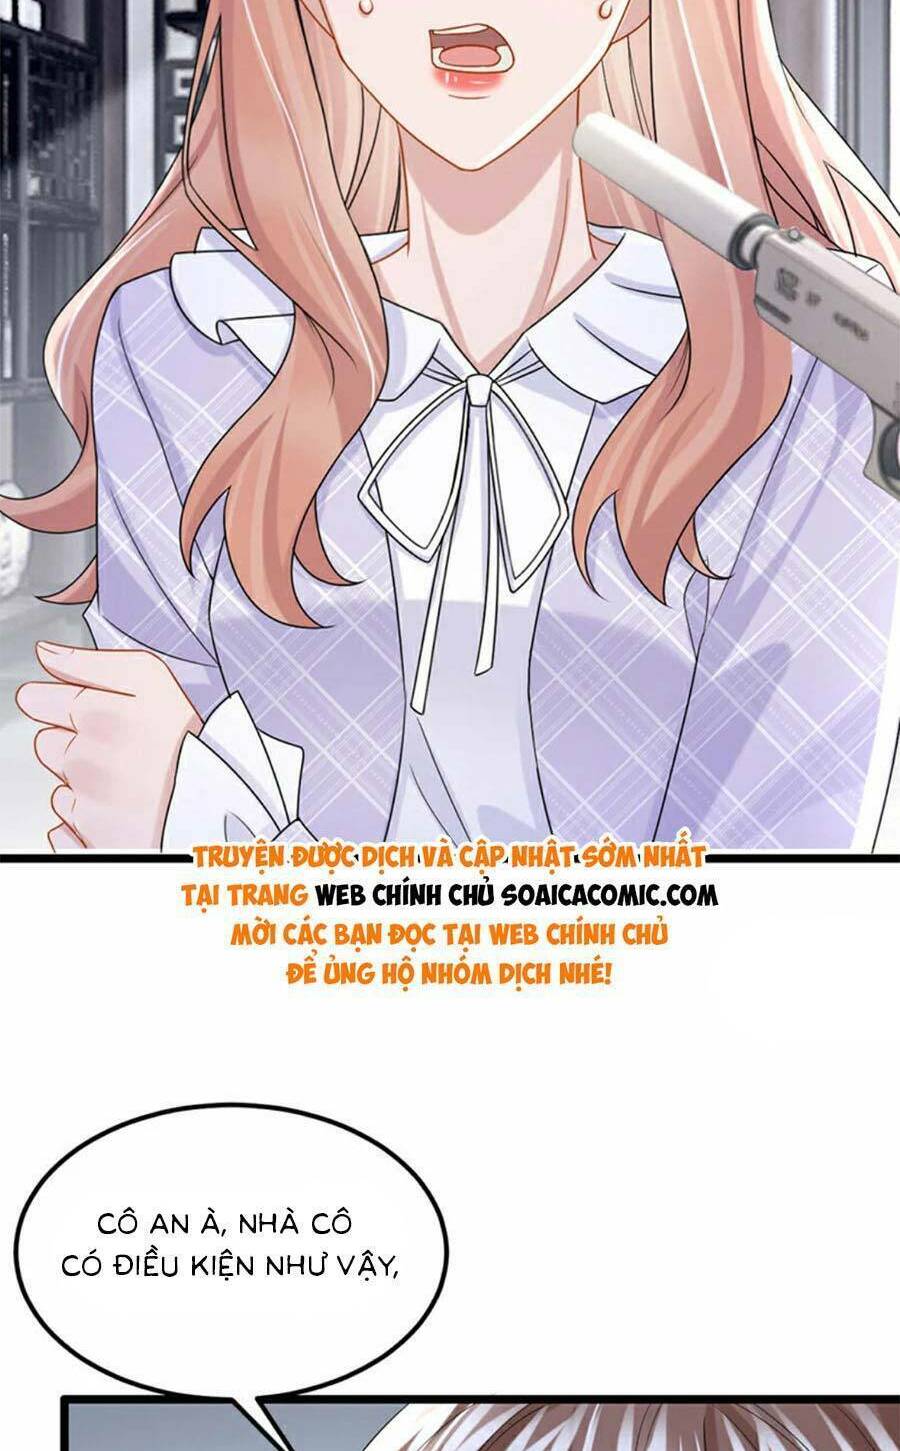 TRUYỆN ĐƯỢC DỊCH VÀ CẬP NHẬT SỚM NHẤT
TẠI TRANG WEB CHÍNH CHỦ SOAICACOMIC.COM
MỜI CÁC BẠN ĐỌC TẠI WEB CHÍNH CHỦ
ĐỂ ỦNG HỘ NHÓM DỊCH NHÉ!
CÔ AN À, NHÀ CÔ
CÓ ĐIỀU KIỆN NHƯ VẬY,